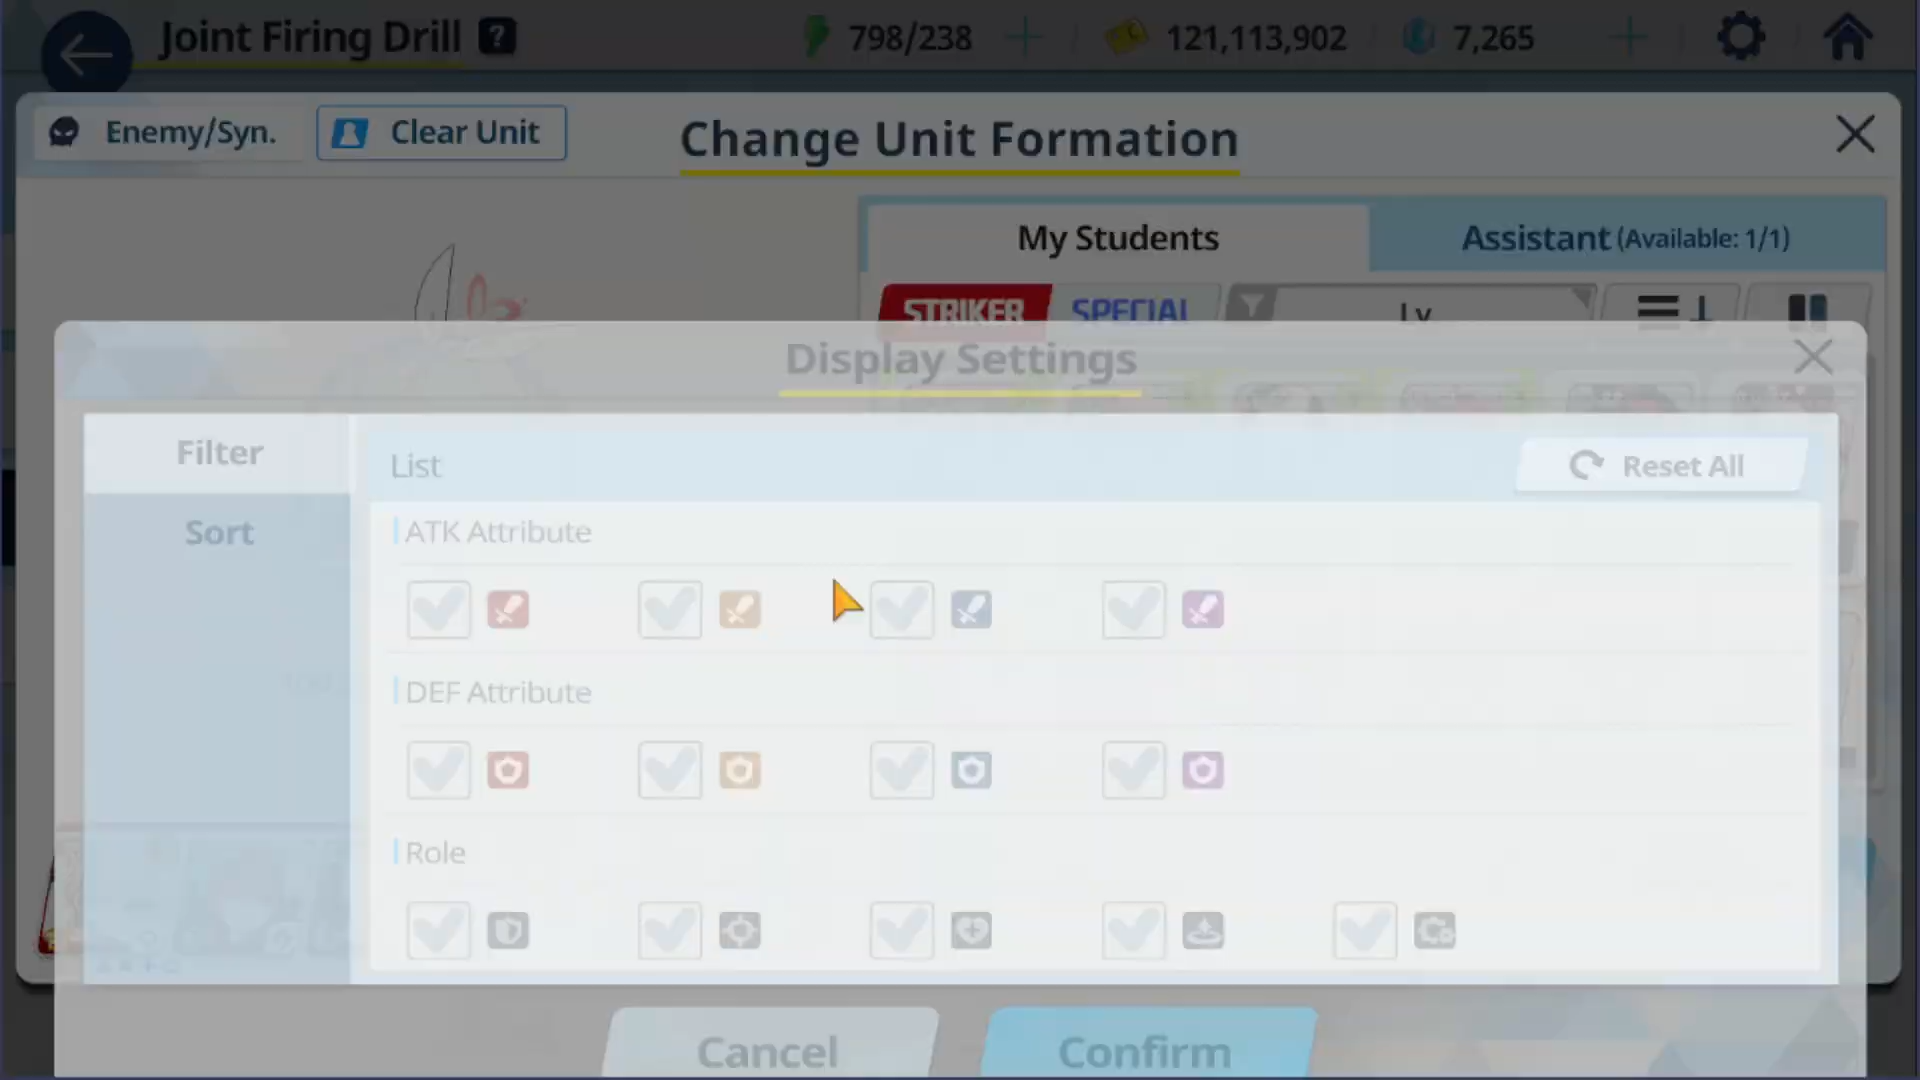 Joint Firing Drill ? 798/238 121,113,902 7,265
Enemy/Syn. Clear Unit Change Unit Formation
My Students Assistant (Available: 1/1)
STRIKER SPECIAL Lv
Display Settings
Filter
Sort
List Reset All
ATK Attribute
DEF Attribute
Role
Cancel Confirm